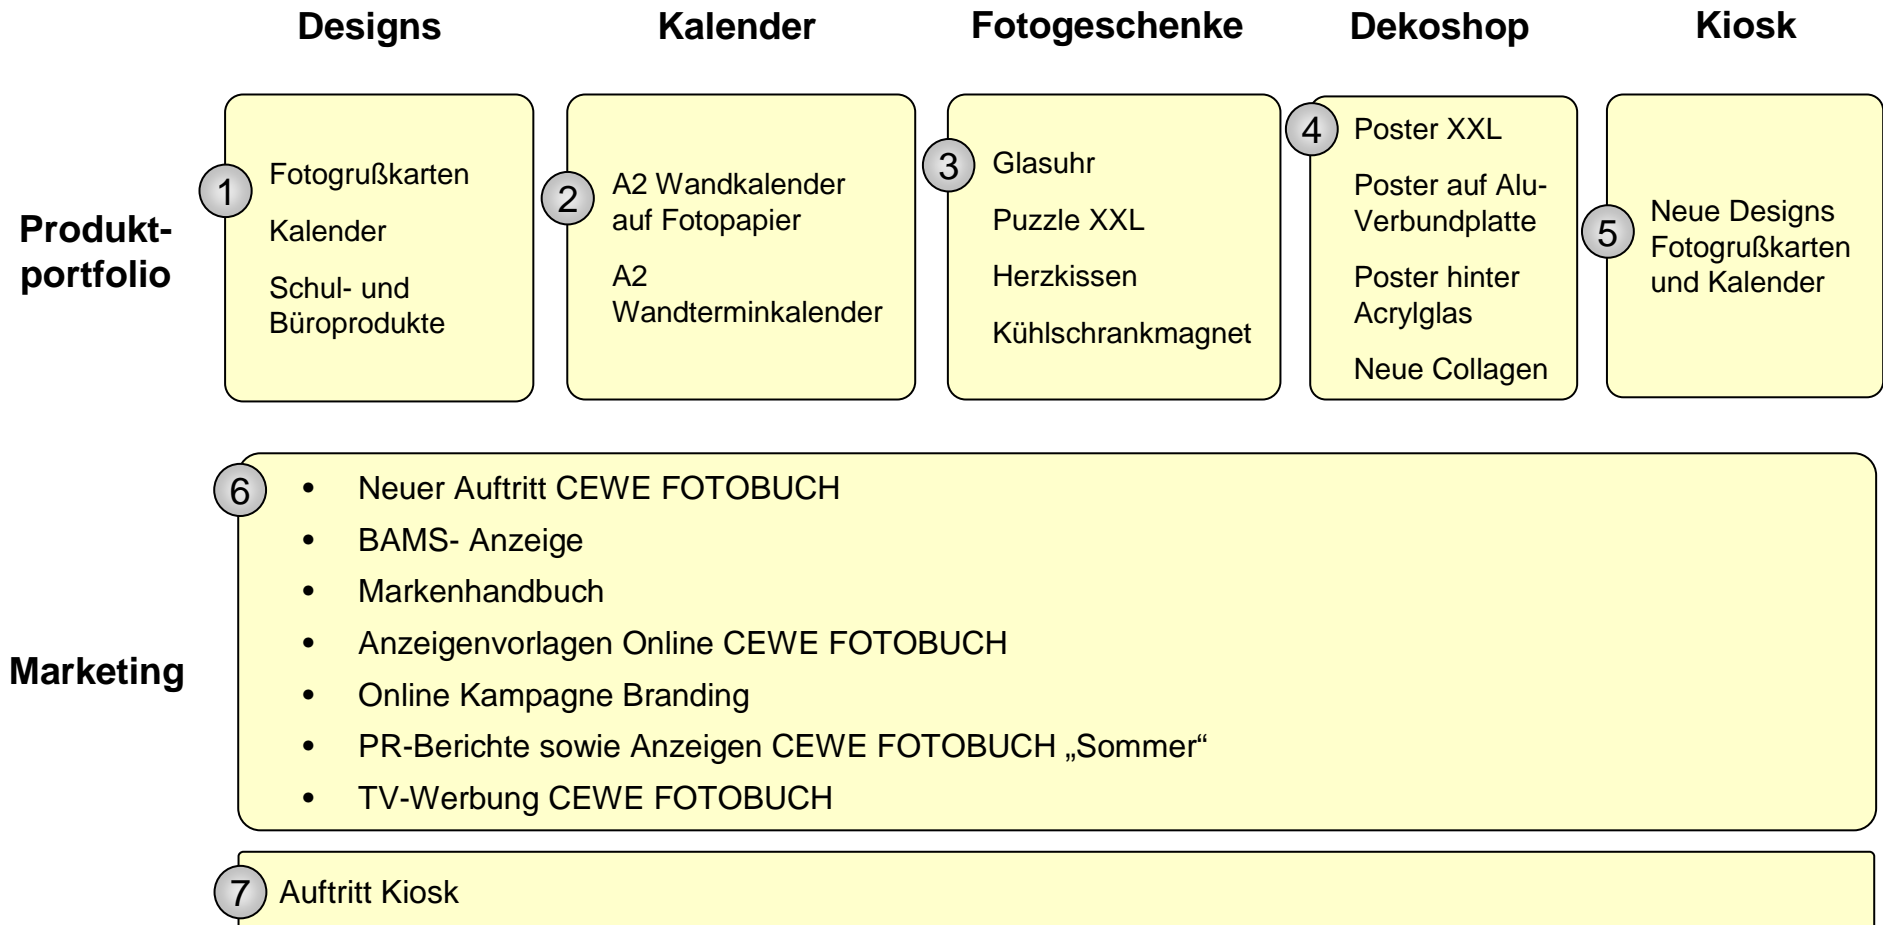 Designs
Kalender
Fotogeschenke
Dekoshop
Kiosk
Produkt-
portfolio
1
Fotogrußkarten
Kalender
Schul- und
Büroprodukte
2
A2 Wandkalender
auf Fotopapier
A2
Wandterminkalender
3
Glasuhr
Puzzle XXL
Herzkissen
Kühlschrankmagnet
4
Poster XXL
Poster auf Alu-
Verbundplatte
Poster hinter
Acrylglas
Neue Collagen
5
Neue Designs
Fotogrußkarten
und Kalender
Marketing
6
• Neuer Auftritt CEWE FOTOBUCH
• BAMS- Anzeige
• Markenhandbuch
• Anzeigenvorlagen Online CEWE FOTOBUCH
• Online Kampagne Branding
• PR-Berichte sowie Anzeigen CEWE FOTOBUCH „Sommer“
• TV-Werbung CEWE FOTOBUCH
7
Auftritt Kiosk